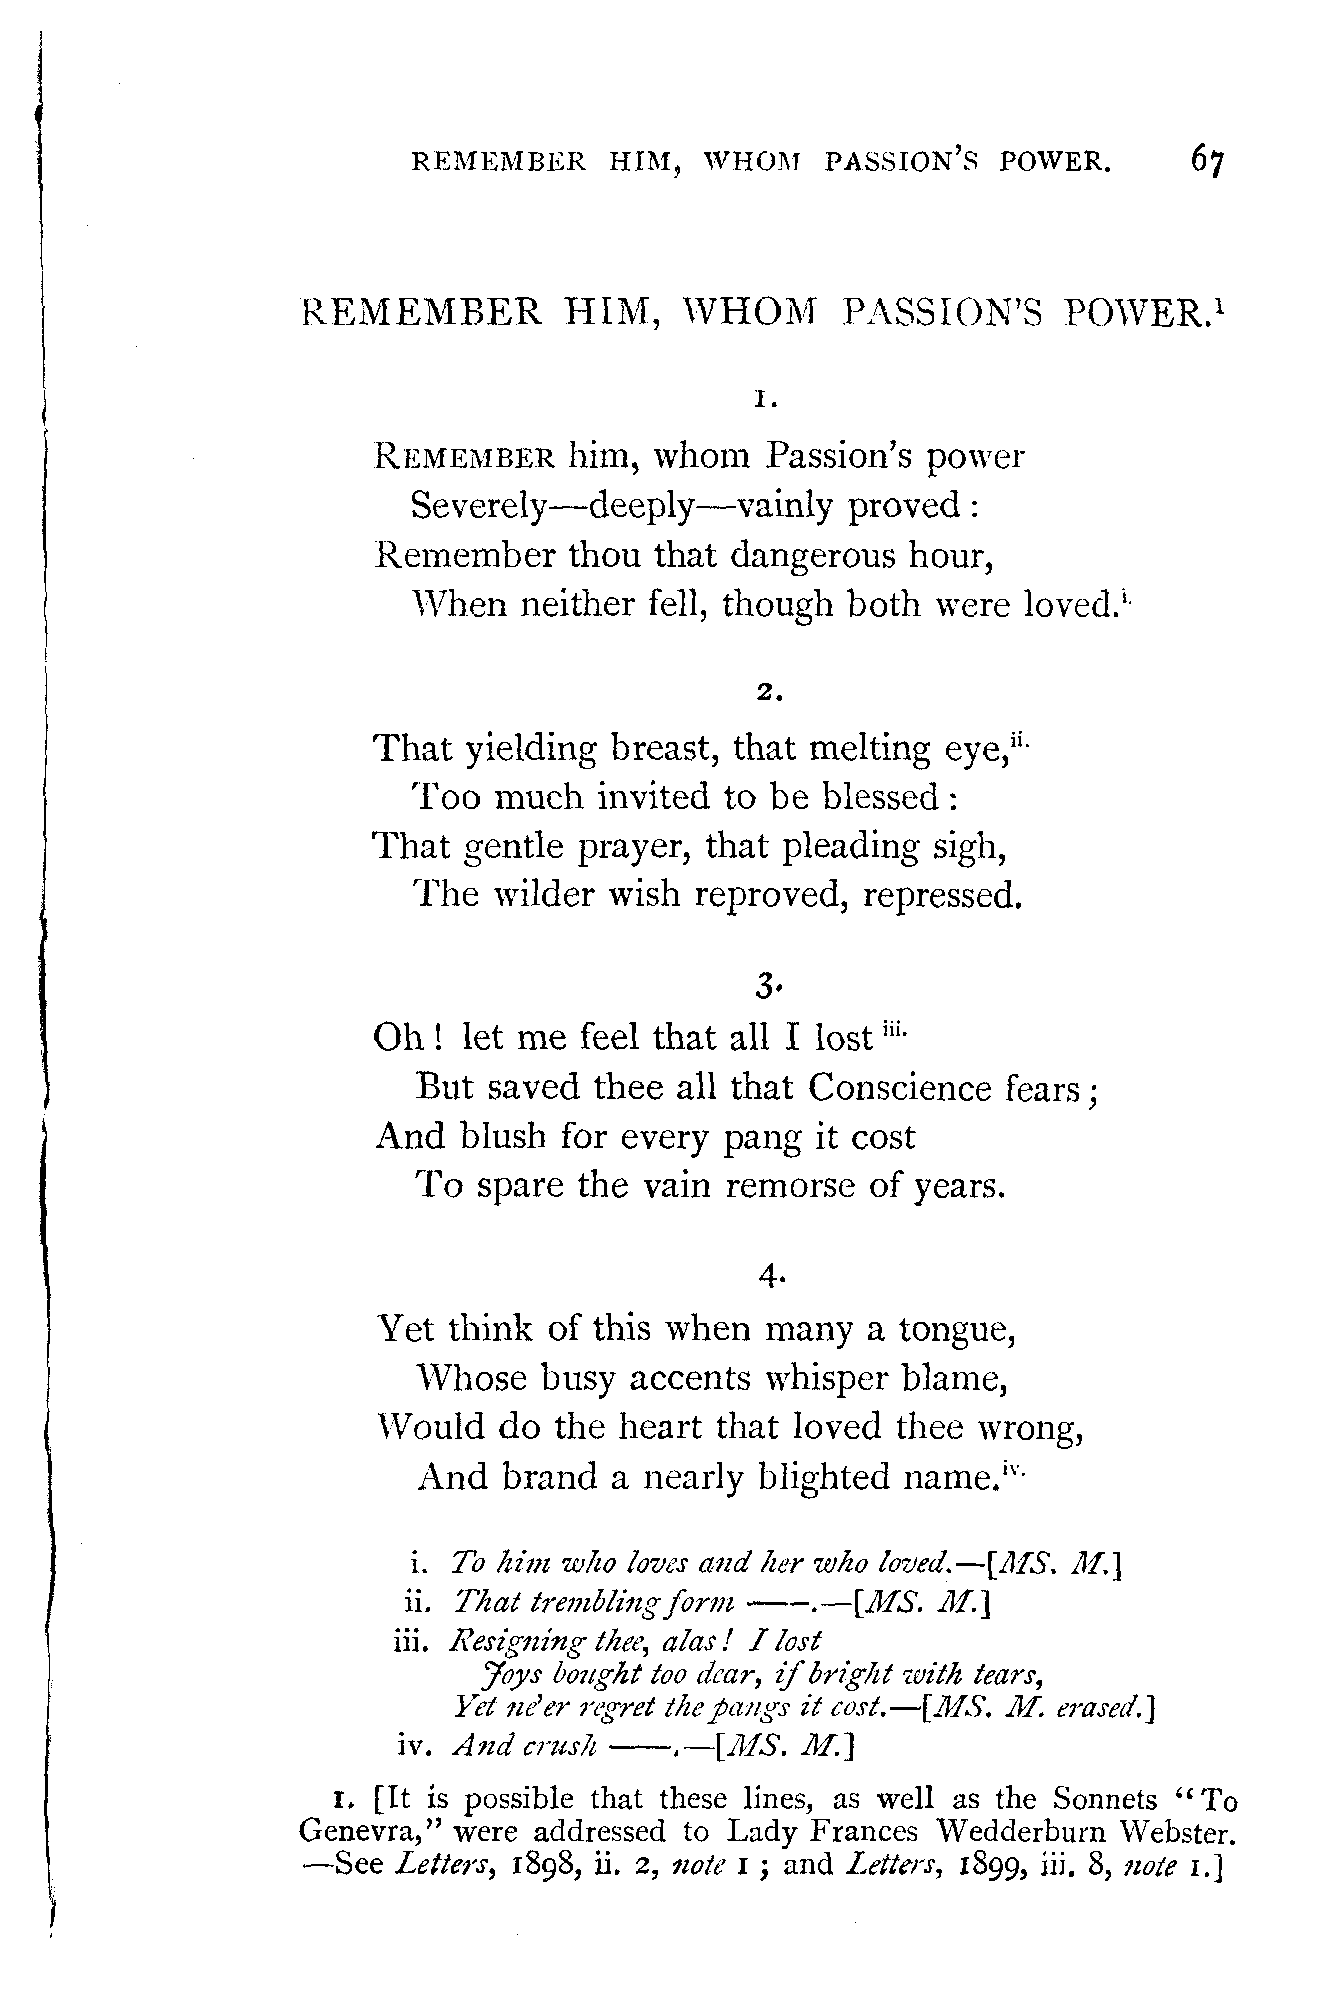 REMEMBER HIM, WHOM PASSION'S POWER. 67
REMEMBER HIM, WHOM PASSION'S POWER.¹
1.
REMEMBER him, whom Passion's power
Severely—deeply—vainly proved :
Remember thou that dangerous hour,
When neither fell, though both were loved.i.
2.
That yielding breast, that melting eye,ii.
Too much invited to be blessed :
That gentle prayer, that pleading sigh,
The wilder wish reproved, repressed.
3.
Oh ! let me feel that all I lost iii.
But saved thee all that Conscience fears ;
And blush for every pang it cost
To spare the vain remorse of years.
4.
Yet think of this when many a tongue,
Whose busy accents whisper blame,
Would do the heart that loved thee wrong,
And brand a nearly blighted name.iv.
i. To him who loves and her who loved.—[MS. M.]
ii. That trembling form ——.—[MS. M.]
iii. Resigning thee, alas ! I lost
Joys bought too dear, if bright with tears,
Yet ne'er regret the pangs it cost.—[MS. M. erased.]
iv. And crush ——.—[MS. M.]
1. [It is possible that these lines, as well as the Sonnets "To
Genevra," were addressed to Lady Frances Wedderburn Webster.
—See Letters, 1898, ii. 2, note 1 ; and Letters, 1899, iii. 8, note 1.]